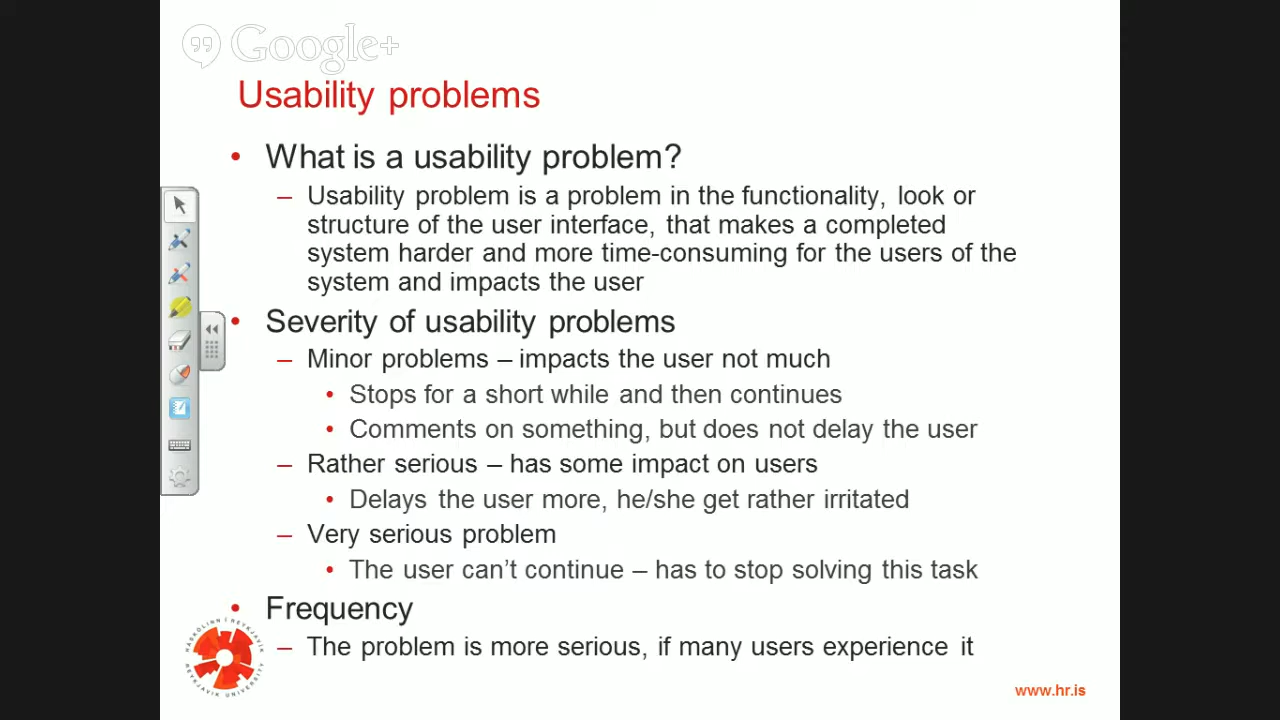 Google+
Usability problems
• What is a usability problem?
– Usability problem is a problem in the functionality, look or
structure of the user interface, that makes a completed
system harder and more time-consuming for the users of the
system and impacts the user
• Severity of usability problems
– Minor problems – impacts the user not much
• Stops for a short while and then continues
• Comments on something, but does not delay the user
– Rather serious – has some impact on users
• Delays the user more, he/she get rather irritated
– Very serious problem
• The user can't continue – has to stop solving this task
• Frequency
– The problem is more serious, if many users experience it
HÁSKÓLINN Í REYKJAVÍK
REYKJAVIK UNIVERSITY
www.hr.is